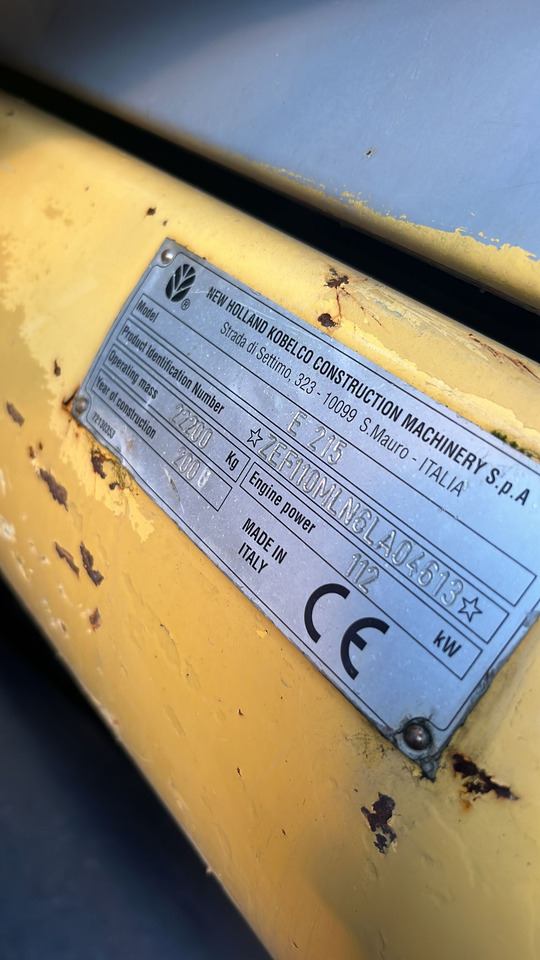 ®
NEW HOLLAND KOBELCO CONSTRUCTION MACHINERY S.p.A
Strada di Settimo, 323 - 10099 S.Mauro - ITALIA
Model E 215
Product Identification Number ☆ZEF110MLN6LA04613☆
Operating mass 22200 Kg Engine power 112 kW
Year of construction
MADE IN
ITALY
CE